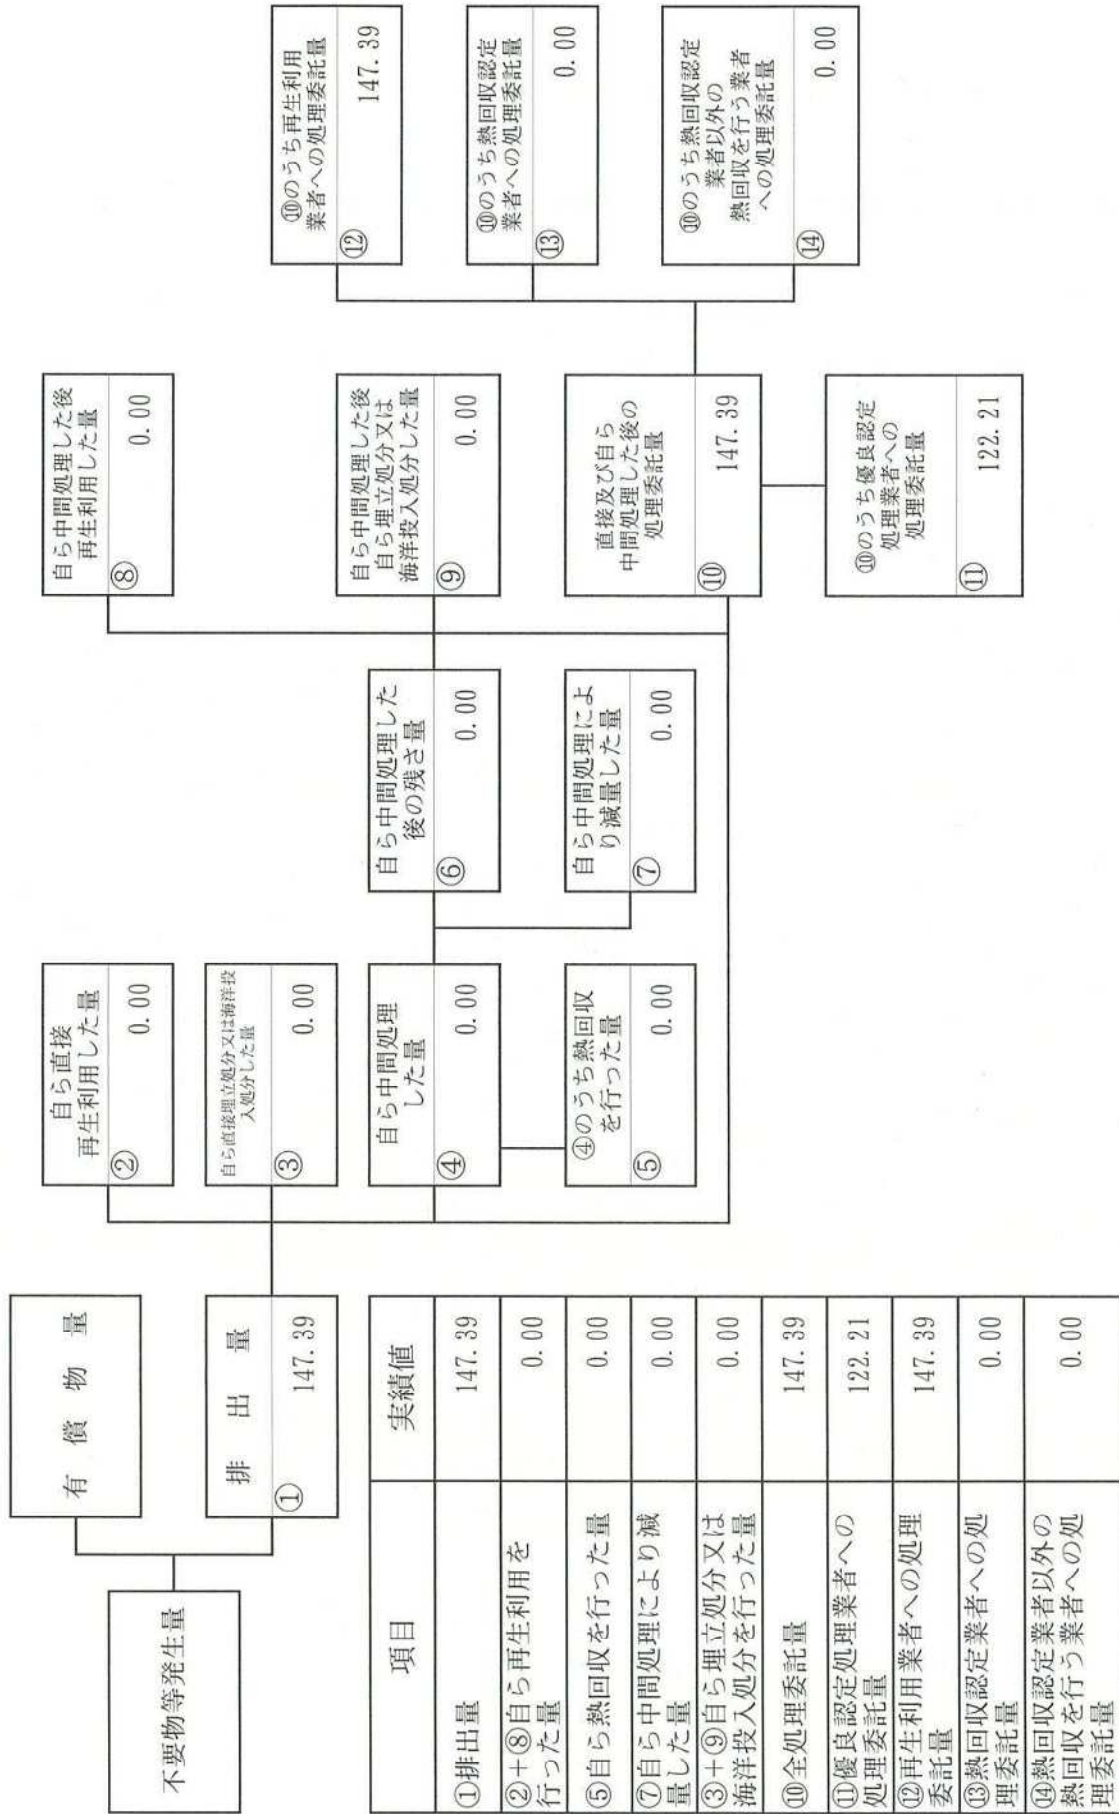 不要物等発生量
有償物量
排出量
①
147.39
自ら直接
再生利用した量
②
0.00
自ら直接埋立処分又は海洋投
入処分した量
③
0.00
自ら中間処理
した量
④
0.00
④のうち熱回収
を行った量
⑤
0.00
自ら中間処理した
後の残さ量
⑥
0.00
自ら中間処理によ
り減量した量
⑦
0.00
自ら中間処理した後
再生利用した量
⑧
0.00
自ら中間処理した後
自ら埋立処分又は
海洋投入処分した量
⑨
0.00
直接及び自ら
中間処理した後の
処理委託量
⑩
147.39
⑩のうち優良認定
処理業者への
処理委託量
⑪
122.21
⑩のうち再生利用
業者への処理委託量
⑫
147.39
⑩のうち熱回収認定
業者への処理委託量
⑬
0.00
⑩のうち熱回収認定
業者以外の
熱回収を行う業者
への処理委託量
⑭
0.00
項目 実績値
①排出量 147.39
②+⑧自ら再生利用を
行った量 0.00
⑤自ら熱回収を行った量 0.00
⑦自ら中間処理により減
量した量 0.00
③+⑨自ら埋立処分又は
海洋投入処分を行った量 0.00
⑩全処理委託量 147.39
⑪優良認定処理業者への
処理委託量 122.21
⑫再生利用業者への処理
委託量 147.39
⑬熱回収認定業者への処
理委託量 0.00
⑭熱回収認定業者以外の
熱回収を行う業者への処
理委託量 0.00